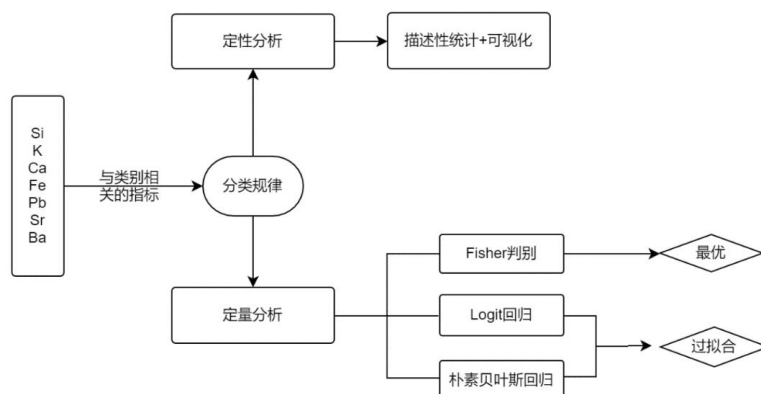 定性分析
描述性统计+可视化
Si
K
Ca
Fe
Pb
Sr
Ba
与类别相
关的指标
分类规律
Fisher判别
最优
定量分析
Logit回归
过拟合
朴素贝叶斯回归